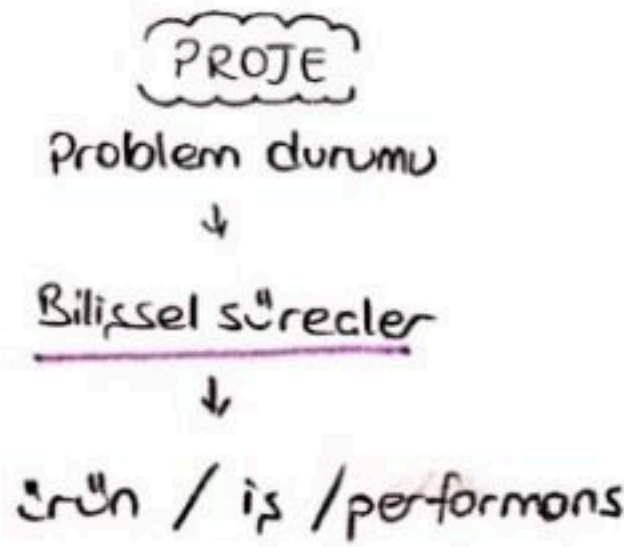 PROJE
Problem durumu
↓
Bilişsel süreçler
↓
ürün / iş / performans